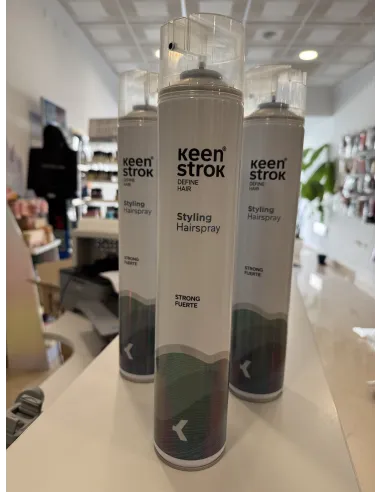 Keen®
STROK
DEFINE
HAIR
Styling
Hairspray
STRONG
FUERTE
Keen
STROK
DEFINE
HAIR
Styling
Hairspray
STRONG
FUERTE
Keen®
STROK
DEFINE
HAIR
Styling
Hairspray
STRONG
FUERTE